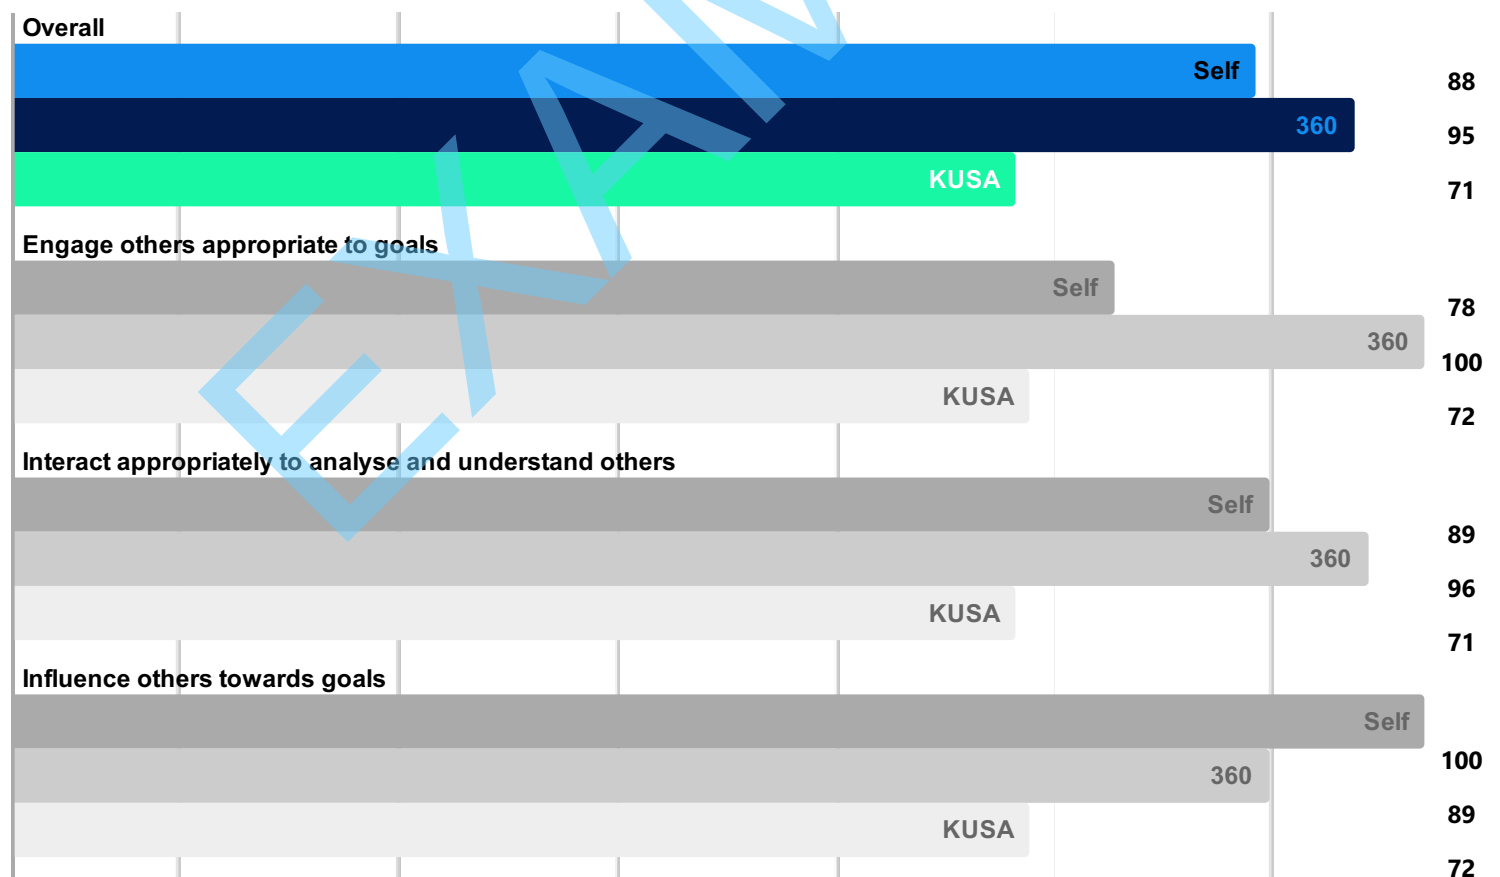 Overall
Self 88
360 95
KUSA 71
Engage others appropriate to goals
Self 78
360 100
KUSA 72
Interact appropriately to analyse and understand others
Self 89
360 96
KUSA 71
Influence others towards goals
Self 100
360 89
KUSA 72
EXAM